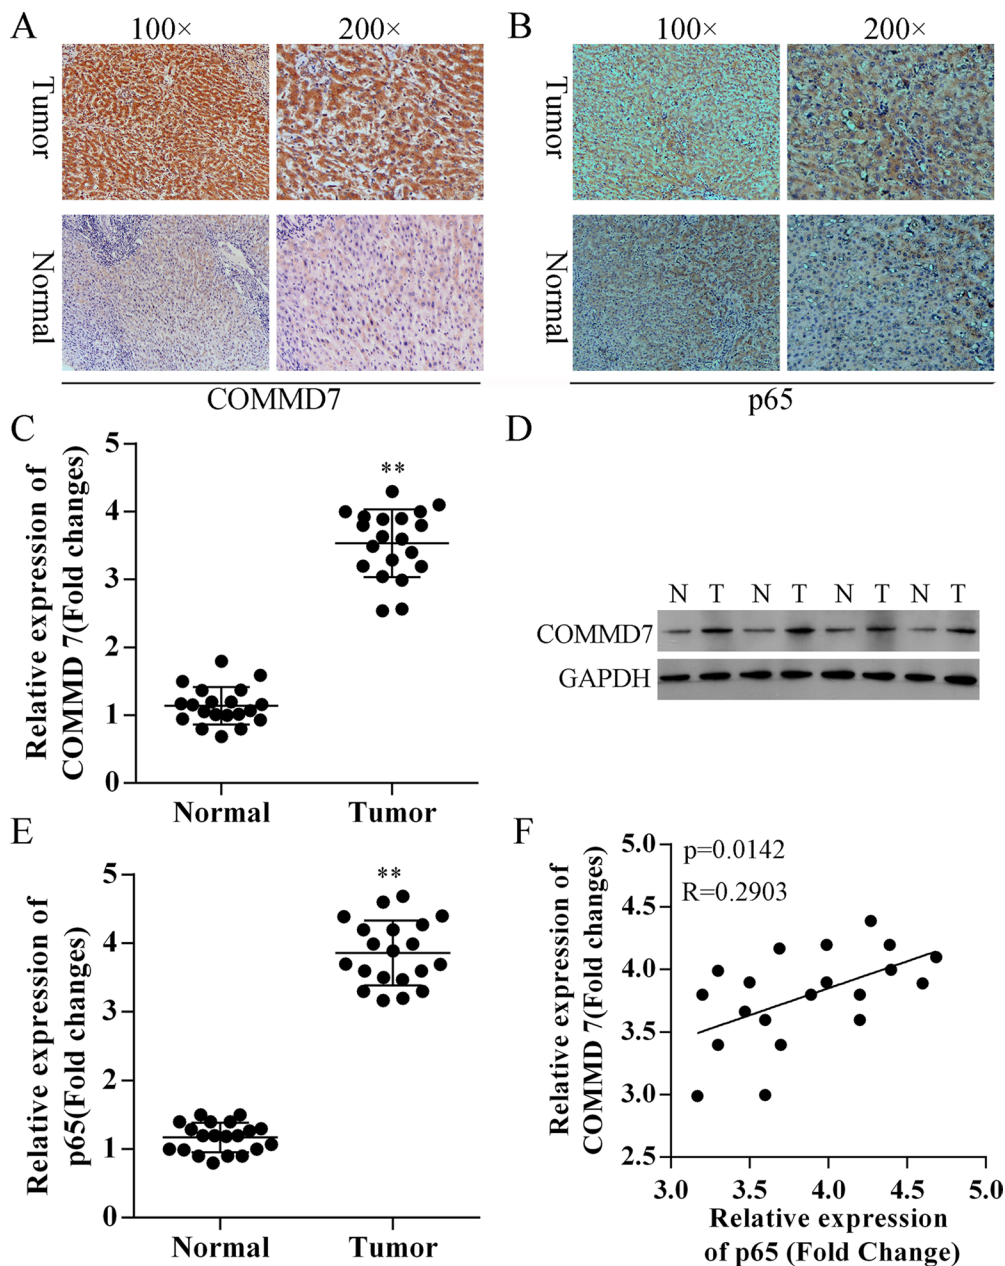 A
100×
200×
Tumor
Normal
COMMD7
B
100×
200×
Tumor
Normal
p65
C
Relative expression of
COMMD 7(Fold changes)
5
4
3
2
1
0
**
Normal
Tumor
D
N T N T N T N T
COMMD7
GAPDH
E
Relative expression of
p65(Fold changes)
5
4
3
2
1
0
**
Normal
Tumor
F
Relative expression of
COMMD 7(Fold changes)
5.0
4.5
4.0
3.5
3.0
2.5
p=0.0142
R=0.2903
3.0 3.5 4.0 4.5 5.0
Relative expression
of p65 (Fold Change)